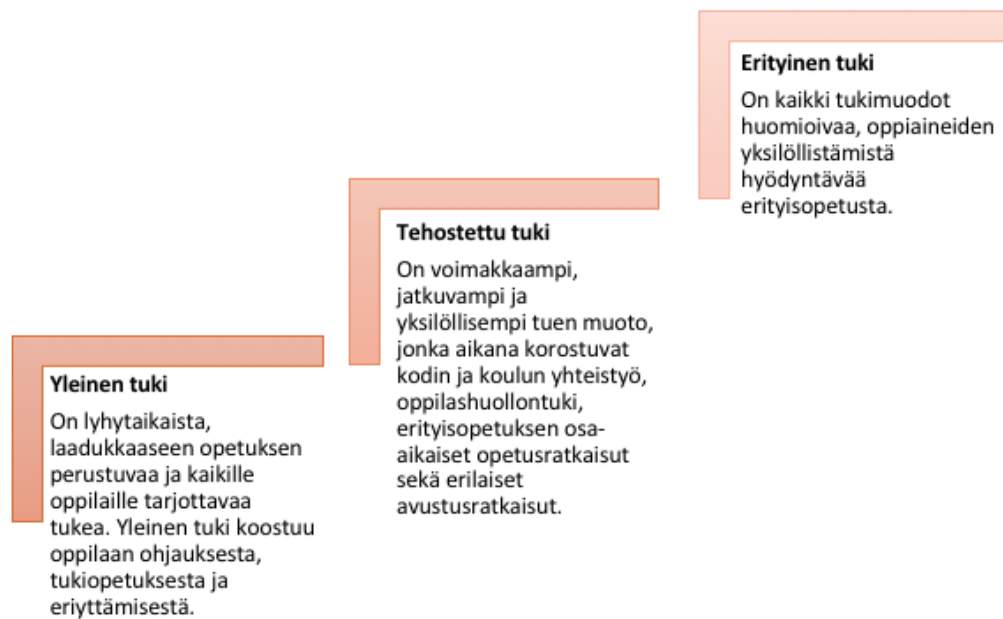 Erityinen tuki
On kaikki tukimuodot
huomioivaa, oppiaineiden
yksilöllistämistä
hyödyntävää
erityisopetusta.
Tehostettu tuki
On voimakkaampi,
jatkuvampi ja
yksilöllisempi tuen muoto,
jonka aikana korostuvat
kodin ja koulun yhteistyö,
oppilashuollontuki,
erityisopetuksen osa-
aikaiset opetusratkaisut
sekä erilaiset
avustusratkaisut.
Yleinen tuki
On lyhytaikaista,
laadukkaaseen opetuksen
perustuvaa ja kaikille
oppilaille tarjottavaa
tukea. Yleinen tuki koostuu
oppilaan ohjauksesta,
tukiopetuksesta ja
eriyttämisestä.